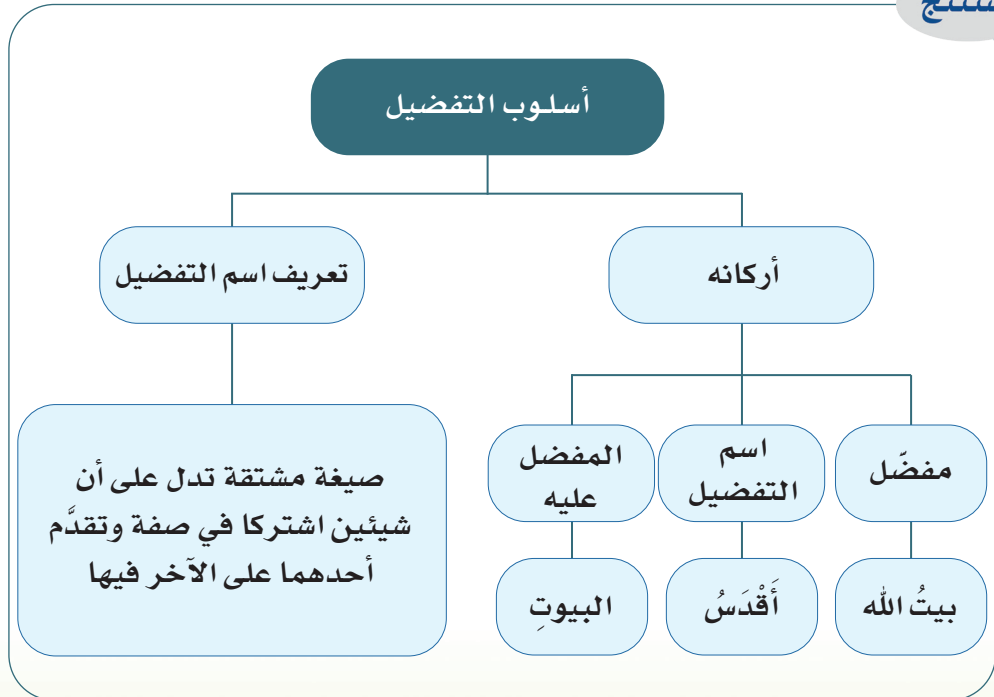 أسلوب التفضيل
أركانه
تعريف اسم التفضيل
مفضّل
اسم
التفضيل
المفضل
عليه
بيتُ الله
أَقْدَسُ
البيوتِ
صيغة مشتقة تدل على أن
شيئين اشتركا في صفة وتقدَّم
أحدهما على الآخر فيها